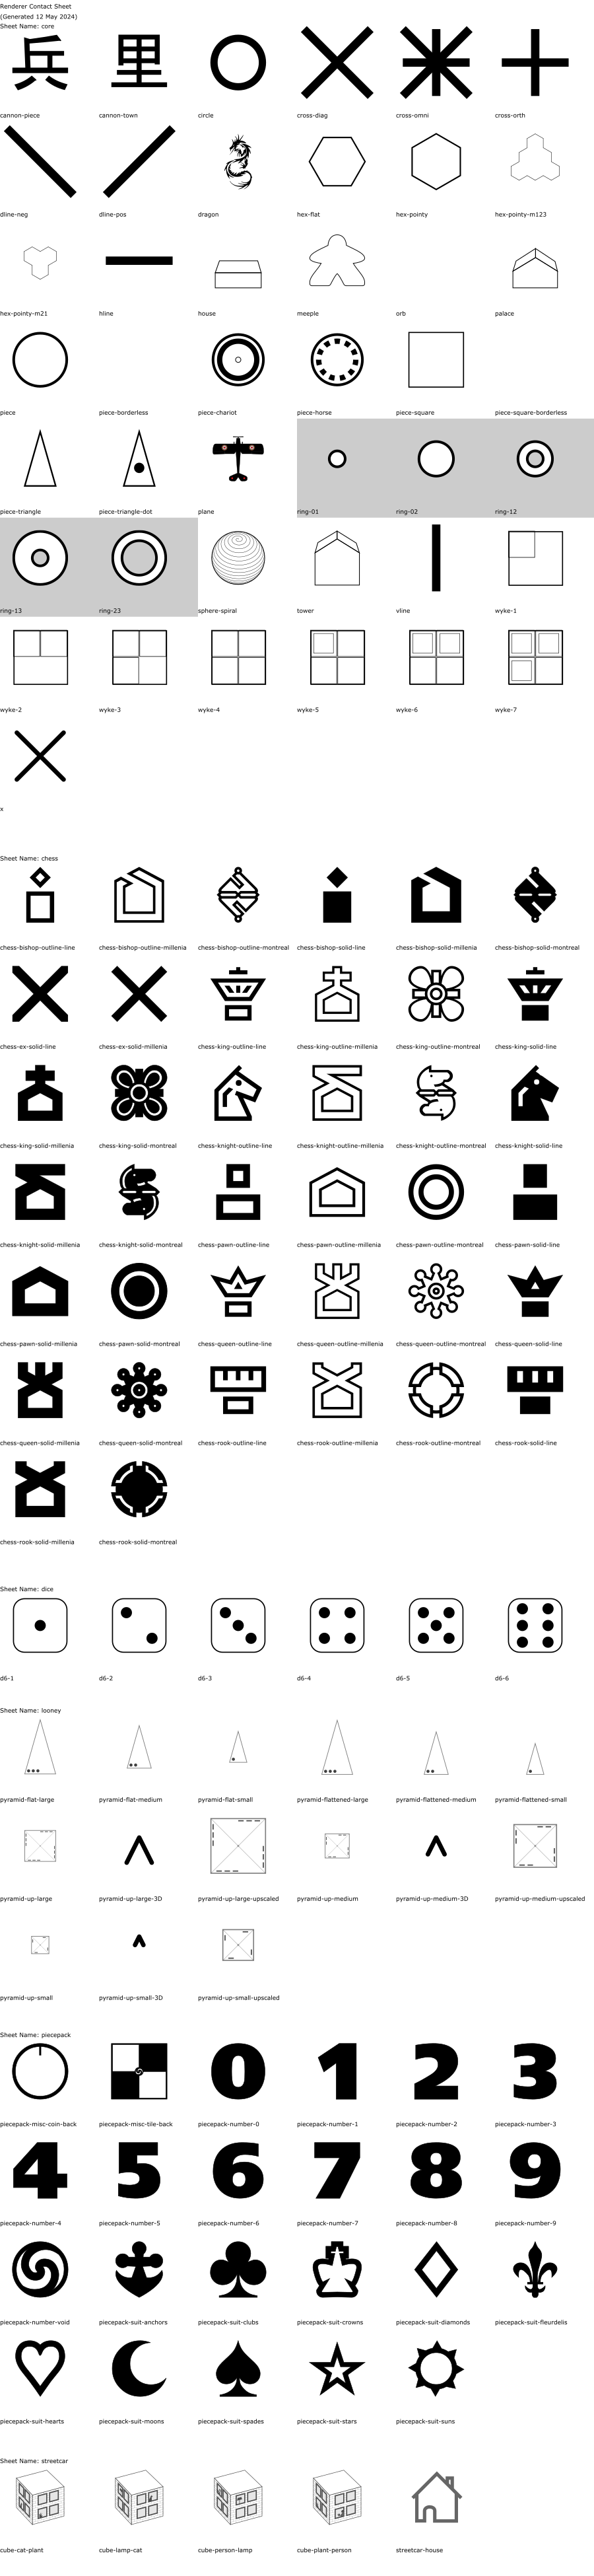 Renderer Contact Sheet
(Generated 12 May 2024)
Sheet Name: core
兵 里
cannon-piece cannon-town circle cross-diag cross-omni cross-orth
dline-neg dline-pos dragon hex-flat hex-pointy hex-pointy-m123
hex-pointy-m21 hline house meeple orb palace
piece piece-borderless piece-chariot piece-horse piece-square piece-square-borderless
piece-triangle piece-triangle-dot plane ring-01 ring-02 ring-12
ring-13 ring-23 sphere-spiral tower vline wyke-1
wyke-2 wyke-3 wyke-4 wyke-5 wyke-6 wyke-7
x
Sheet Name: chess
chess-bishop-outline-line chess-bishop-outline-millenia chess-bishop-outline-montreal chess-bishop-solid-line chess-bishop-solid-millenia chess-bishop-solid-montreal
chess-ex-solid-line chess-ex-solid-millenia chess-king-outline-line chess-king-outline-millenia chess-king-outline-montreal chess-king-solid-line
chess-king-solid-millenia chess-king-solid-montreal chess-knight-outline-line chess-knight-outline-millenia chess-knight-outline-montreal chess-knight-solid-line
chess-knight-solid-millenia chess-knight-solid-montreal chess-pawn-outline-line chess-pawn-outline-millenia chess-pawn-outline-montreal chess-pawn-solid-line
chess-pawn-solid-millenia chess-pawn-solid-montreal chess-queen-outline-line chess-queen-outline-millenia chess-queen-outline-montreal chess-queen-solid-line
chess-queen-solid-millenia chess-queen-solid-montreal chess-rook-outline-line chess-rook-outline-millenia chess-rook-outline-montreal chess-rook-solid-line
chess-rook-solid-millenia chess-rook-solid-montreal
Sheet Name: dice
d6-1 d6-2 d6-3 d6-4 d6-5 d6-6
Sheet Name: looney
pyramid-flat-large pyramid-flat-medium pyramid-flat-small pyramid-flattened-large pyramid-flattened-medium pyramid-flattened-small
pyramid-up-large pyramid-up-large-3D pyramid-up-large-upscaled pyramid-up-medium pyramid-up-medium-3D pyramid-up-medium-upscaled
pyramid-up-small pyramid-up-small-3D pyramid-up-small-upscaled
Sheet Name: piecepack
0 1 2 3
piecepack-misc-coin-back piecepack-misc-tile-back piecepack-number-0 piecepack-number-1 piecepack-number-2 piecepack-number-3
4 5 6 7 8 9
piecepack-number-4 piecepack-number-5 piecepack-number-6 piecepack-number-7 piecepack-number-8 piecepack-number-9
piecepack-number-void piecepack-suit-anchors piecepack-suit-clubs piecepack-suit-crowns piecepack-suit-diamonds piecepack-suit-fleurdelis
piecepack-suit-hearts piecepack-suit-moons piecepack-suit-spades piecepack-suit-stars piecepack-suit-suns
Sheet Name: streetcar
cube-cat-plant cube-lamp-cat cube-person-lamp cube-plant-person streetcar-house